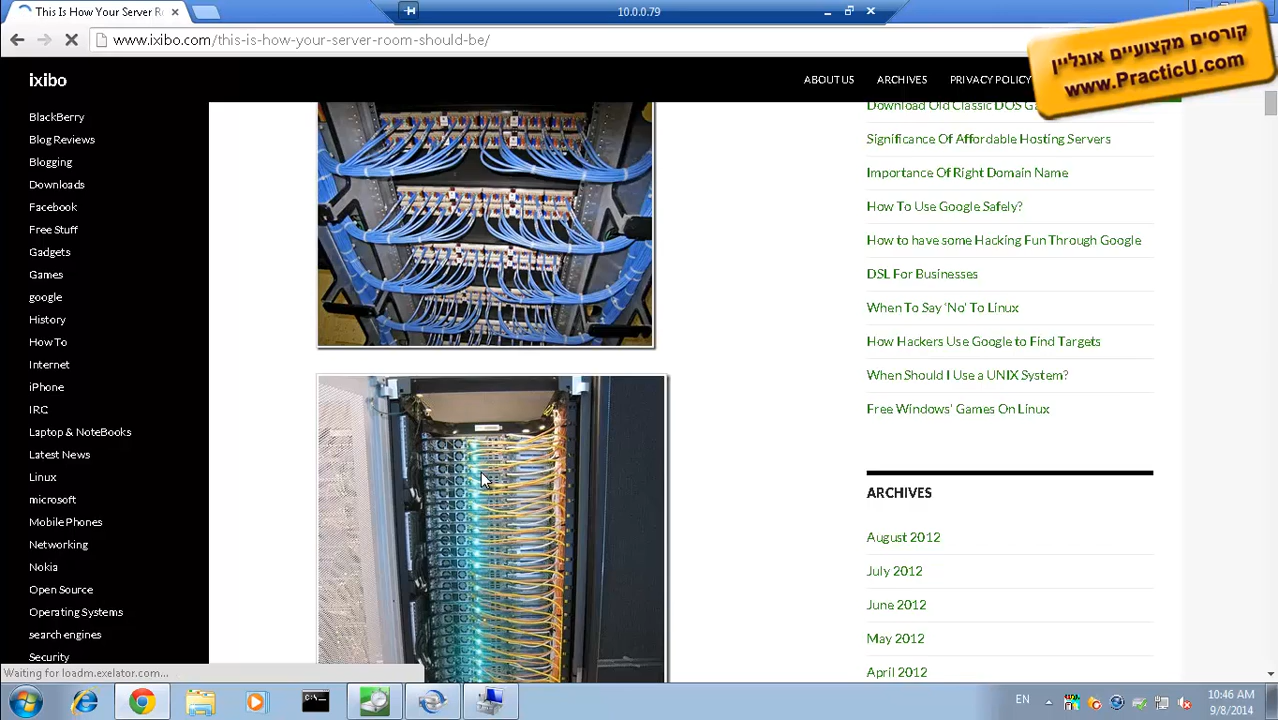 This Is How Your Server R
10.0.0.79
www.ixibo.com/this-is-how-your-server-room-should-be/
קורסים מקצועיים אונליין
www.PracticU.com
ixibo
ABOUT US
ARCHIVES
PRIVACY POLICY
BlackBerry
Blog Reviews
Blogging
Downloads
Facebook
Free Stuff
Gadgets
Games
google
History
How To
Internet
iPhone
IRC
Laptop & NoteBooks
Latest News
Linux
microsoft
Mobile Phones
Networking
Nokia
Open Source
Operating Systems
search engines
Security
Download Old Classic DOS G
Significance Of Affordable Hosting Servers
Importance Of Right Domain Name
How To Use Google Safely?
How to have some Hacking Fun Through Google
DSL For Businesses
When To Say ‘No’ To Linux
How Hackers Use Google to Find Targets
When Should I Use a UNIX System?
Free Windows’ Games On Linux
ARCHIVES
August 2012
July 2012
June 2012
May 2012
April 2012
Waiting for loadm.exelator.com...
EN
10:46 AM
9/8/2014